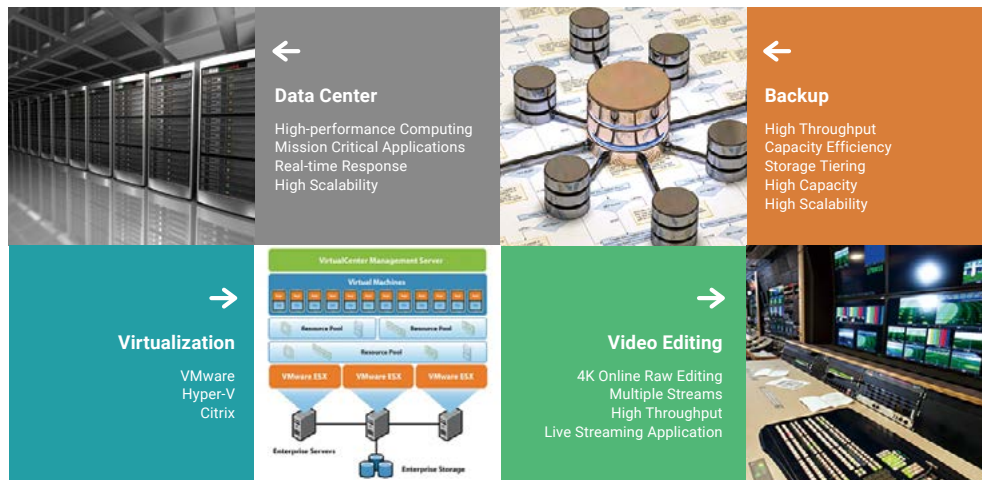 Data Center
High-performance Computing
Mission Critical Applications
Real-time Response
High Scalability
Backup
High Throughput
Capacity Efficiency
Storage Tiering
High Capacity
High Scalability
Virtualization
VMware
Hyper-V
Citrix
VirtualCenter Management Server
Virtual Machines
Resource Pool
Resource Pool
Resource Pool
VMware ESX
VMware ESX
VMware ESX
Enterprise Servers
Enterprise Storage
Video Editing
4K Online Raw Editing
Multiple Streams
High Throughput
Live Streaming Application